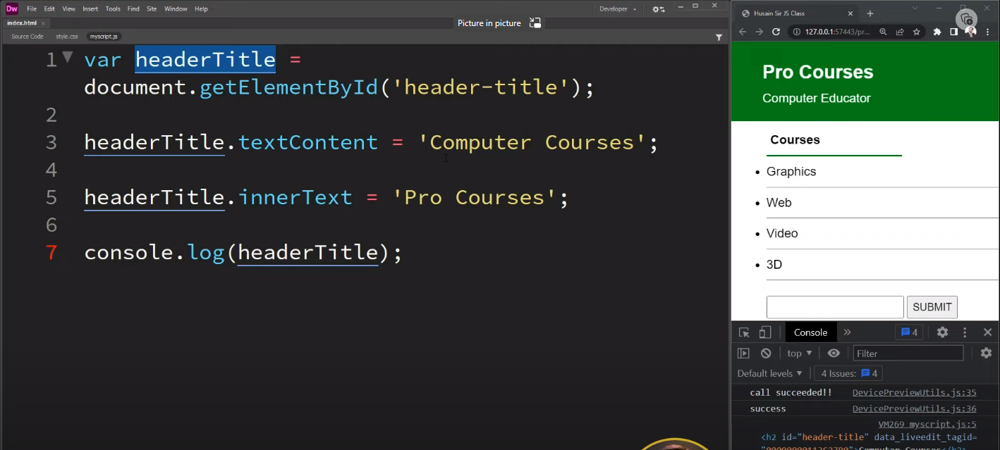 Dw File Edit View Insert Tools Find Site Window Help
Developer
index.html
Source Code style.css myscript.js
Picture in picture
1 var headerTitle =
document.getElementById('header-title');
2
3 headerTitle.textContent = 'Computer Courses';
4
5 headerTitle.innerText = 'Pro Courses';
6
7 console.log(headerTitle);
Husain Sir JS Class
127.0.0.1:57443/pr...
Pro Courses
Computer Educator
Courses
Graphics
Web
Video
3D
SUBMIT
Console 4
top Filter
Default levels 4 Issues: 4
call succeeded!! DevicePreviewUtils.js:35
success DevicePreviewUtils.js:36
VM269 myscript.js:5
<h2 id="header-title" data_liveedit_tagid=
>Computer Courses</h2>